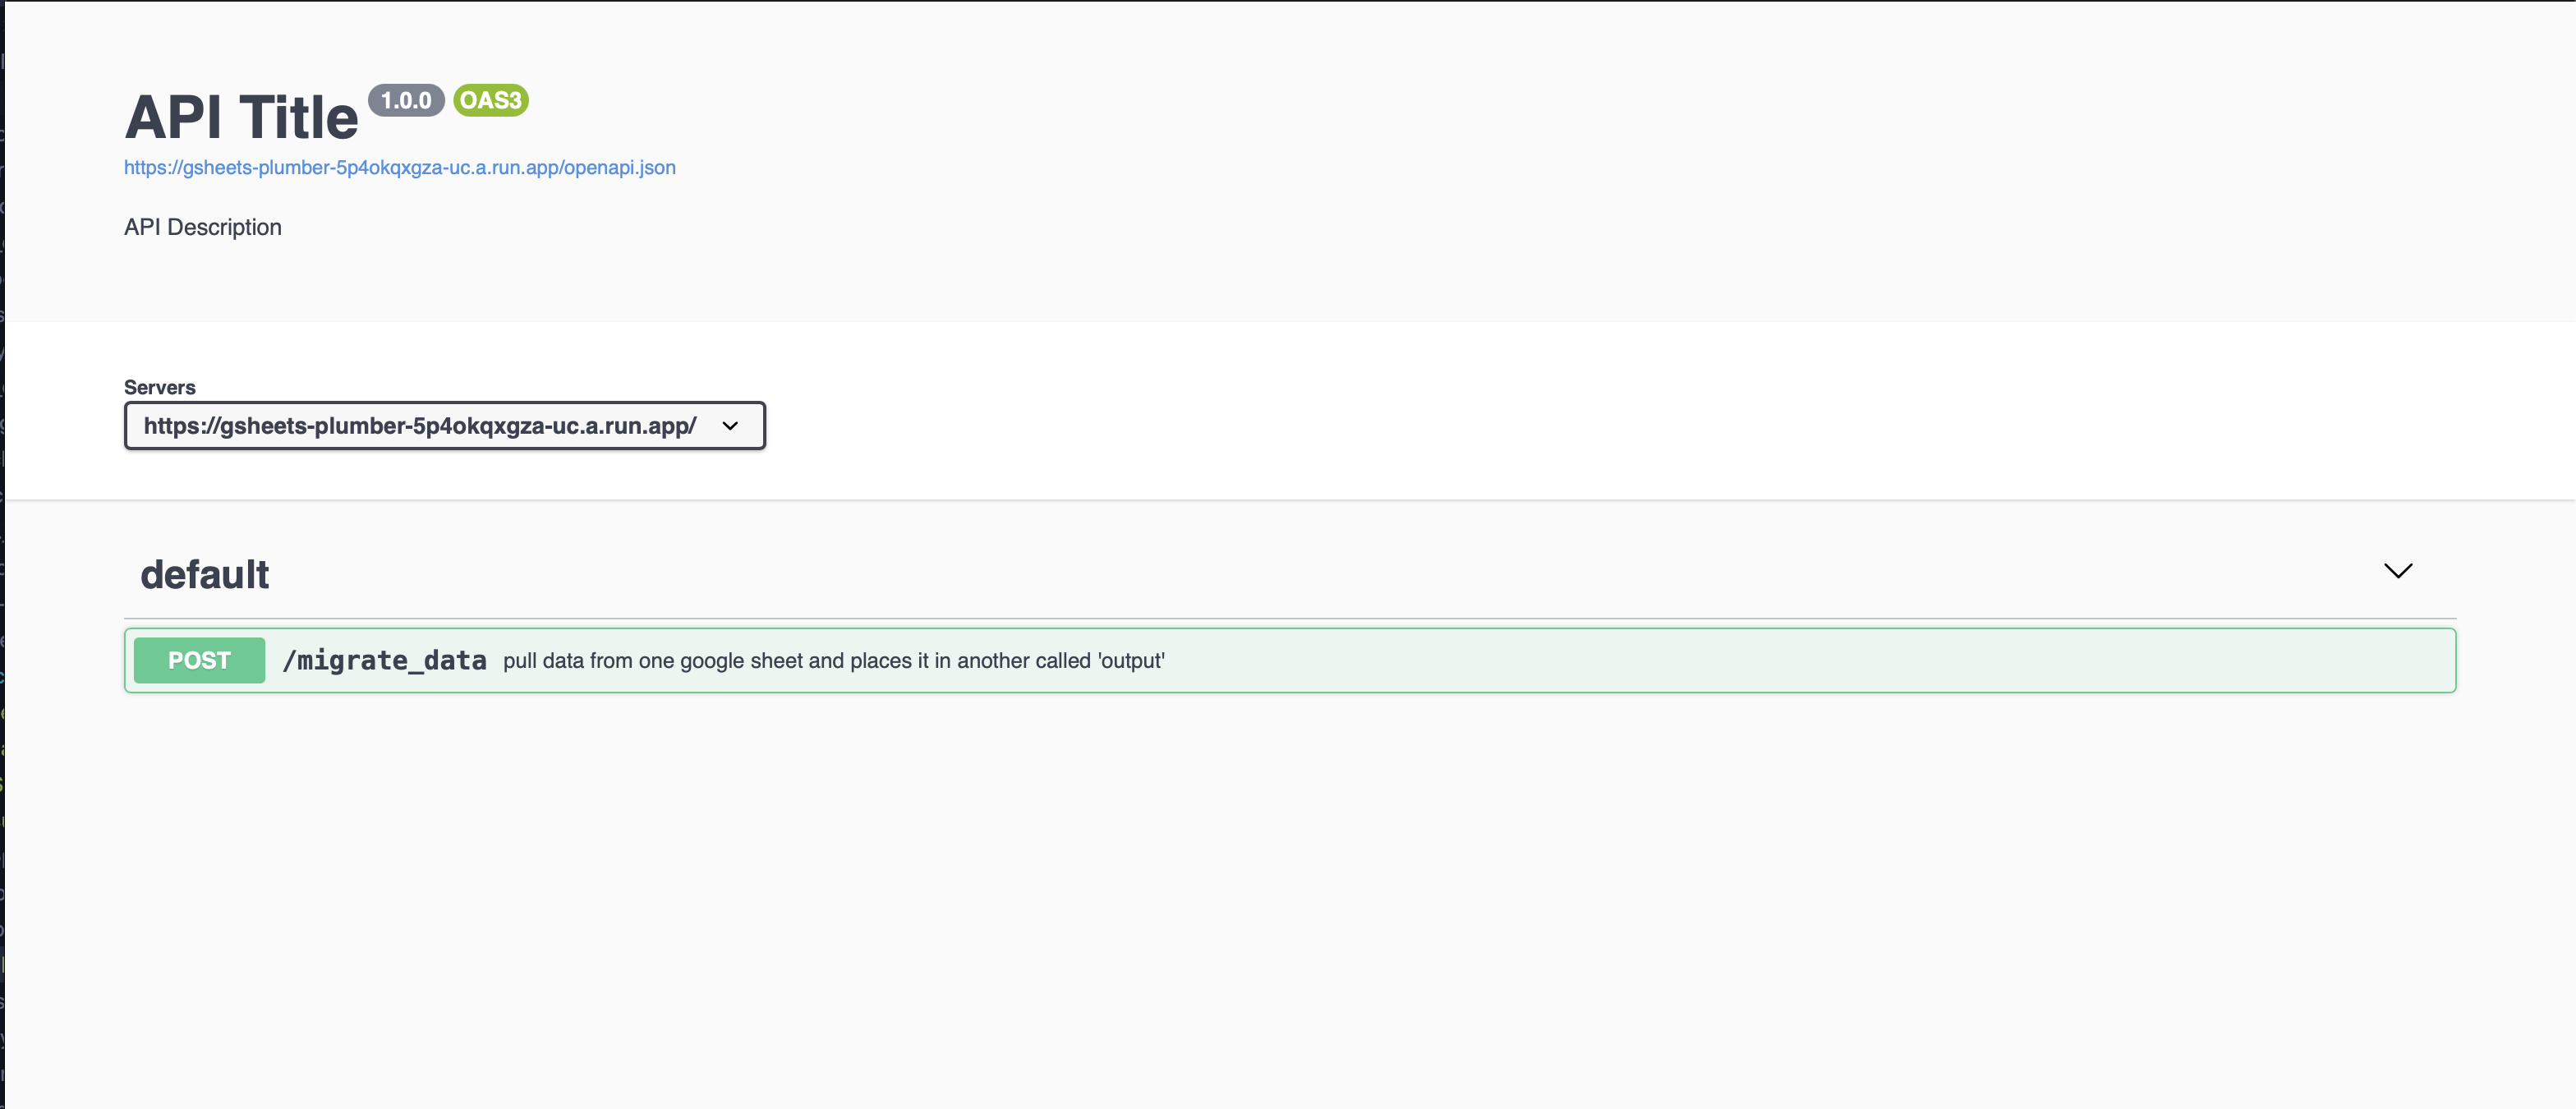 API Title 1.0.0 OAS3
https://gsheets-plumber-5p4okqxgza-uc.a.run.app/openapi.json
API Description
Servers
https://gsheets-plumber-5p4okqxgza-uc.a.run.app/
default
POST /migrate_data pull data from one google sheet and places it in another called 'output'